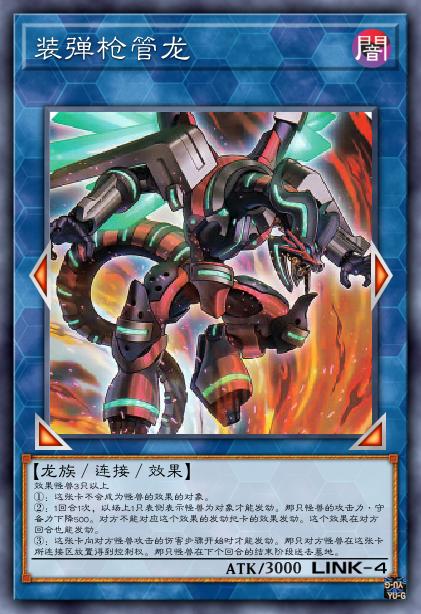 装弹枪管龙
闇
【龙族/连接/效果】
效果怪兽3只以上
①：这张卡不会成为怪兽的效果的对象。
②：1回合1次，以场上1只表侧表示怪兽为对象才能发动。那只怪兽的攻击力·守
备力下降500。对方不能对应这个效果的发动把卡的效果发动。这个效果在对方
回合也能发动。
③：这张卡向对方怪兽攻击的伤害步骤开始时才能发动。那只对方怪兽在这张卡
所连接区放置得到控制权。那只怪兽在下个回合的结束阶段送去墓地。
ATK/3000 LINK-4